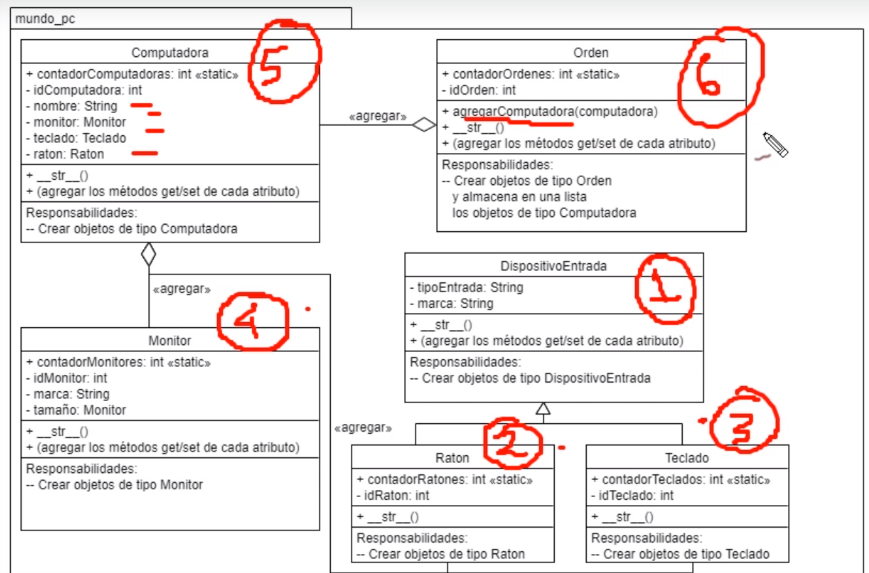 mundo_pc
Computadora
+ contadorComputadoras: int «static»
- idComputadora: int
- nombre: String
- monitor: Monitor
- teclado: Teclado
- raton: Raton
+ __str__()
+ (agregar los métodos get/set de cada atributo)
Responsabilidades:
-- Crear objetos de tipo Computadora
5
«agregar»
Orden
+ contadorOrdenes: int «static»
- idOrden: int
+ agregarComputadora(computadora)
+ __str__()
+ (agregar los métodos get/set de cada atributo)
Responsabilidades:
-- Crear objetos de tipo Orden
y almacena en una lista
los objetos de tipo Computadora
6
«agregar»
Monitor
+ contadorMonitores: int «static»
- idMonitor: int
- marca: String
- tamaño: Monitor
+ __str__()
+ (agregar los métodos get/set de cada atributo)
Responsabilidades:
-- Crear objetos de tipo Monitor
4
DispositivoEntrada
- tipoEntrada: String
- marca: String
+ __str__()
+ (agregar los métodos get/set de cada atributo)
Responsabilidades:
-- Crear objetos de tipo DispositivoEntrada
1
«agregar»
Raton
+ contadorRatones: int «static»
- idRaton: int
+ __str__()
Responsabilidades:
-- Crear objetos de tipo Raton
2
Teclado
+ contadorTeclados: int «static»
- idTeclado: int
+ __str__()
Responsabilidades:
-- Crear objetos de tipo Teclado
3